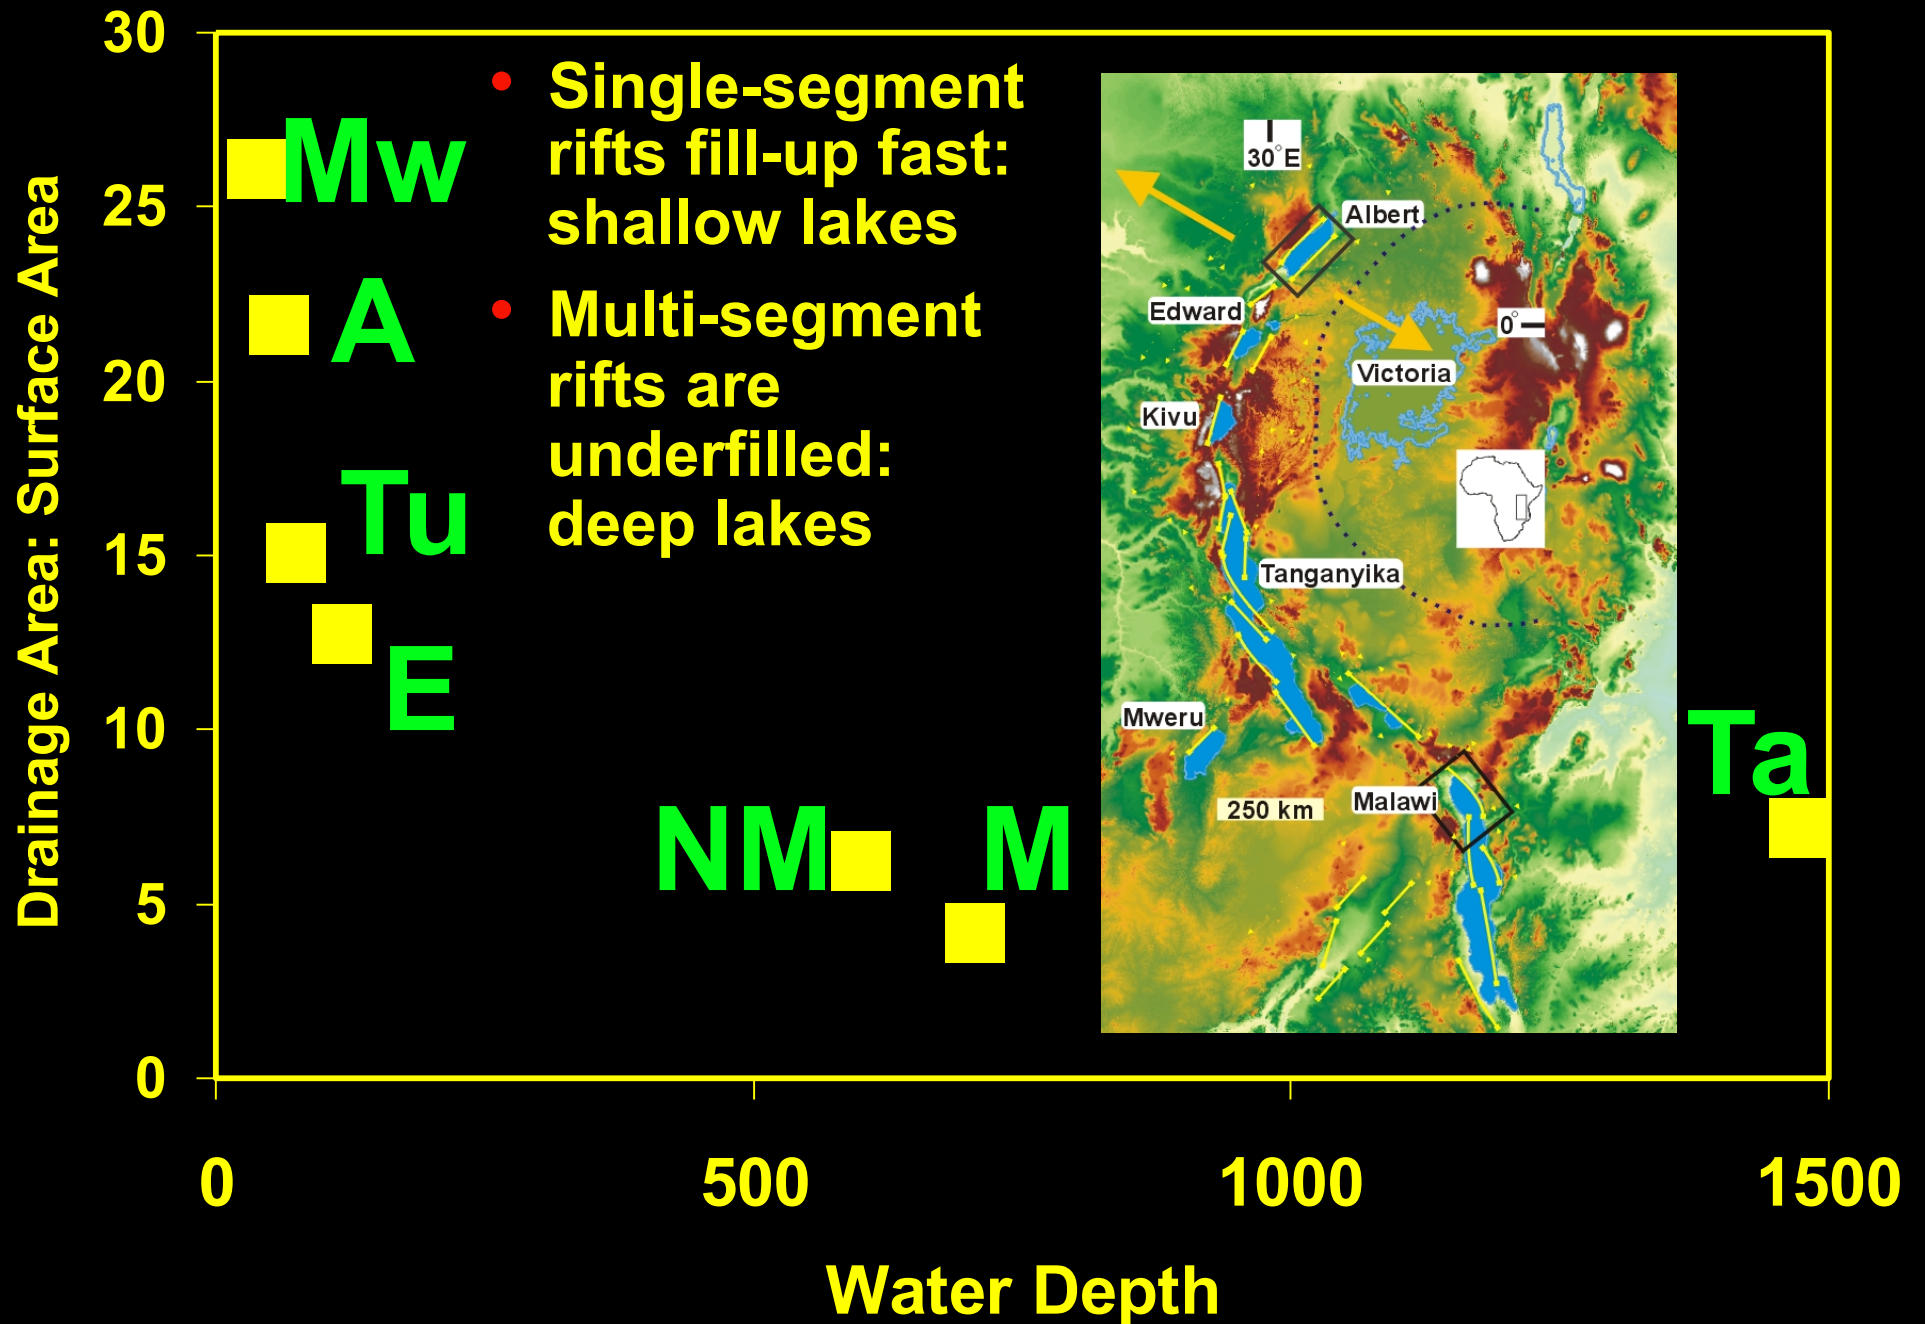 30
25
20
15
10
5
0
Drainage Area: Surface Area
Mw
A
Tu
E
NM
M
Ta
• Single-segment
rifts fill-up fast:
shallow lakes
• Multi-segment
rifts are
underfilled:
deep lakes
30°E
Albert
Edward
0°
Victoria
Kivu
Tanganyika
Mweru
Malawi
250 km
0
500
1000
1500
Water Depth